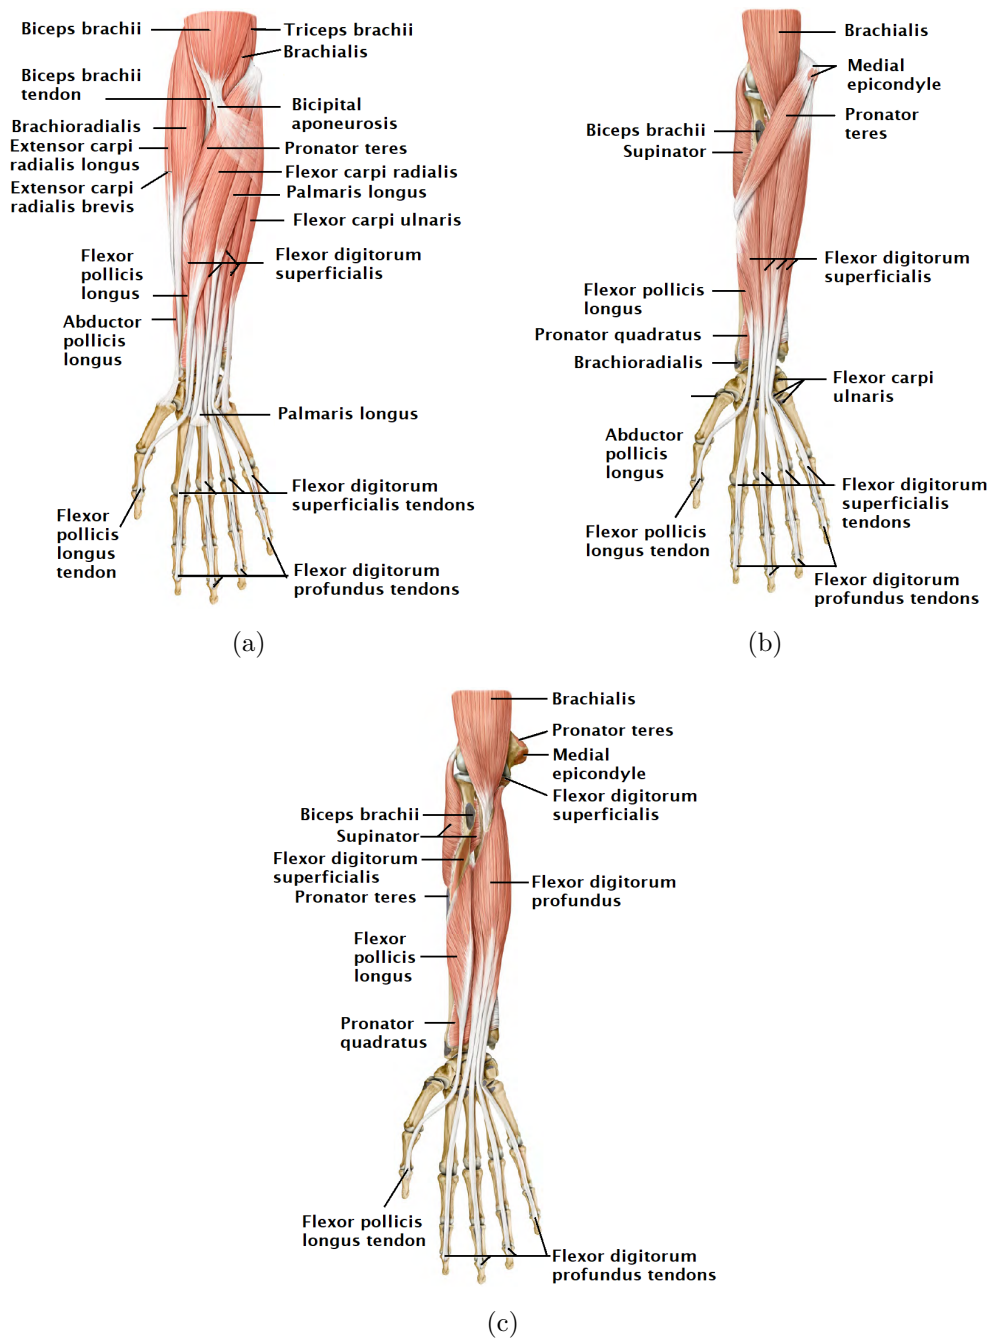 Biceps brachii
Triceps brachii
Brachialis
Biceps brachii
tendon
Bicipital
aponeurosis
Brachioradialis
Extensor carpi
radialis longus
Extensor carpi
radialis brevis
Pronator teres
Flexor carpi radialis
Palmaris longus
Flexor carpi ulnaris
Flexor
pollicis
longus
Flexor digitorum
superficialis
Abductor
pollicis
longus
Palmaris longus
Flexor digitorum
superficialis tendons
Flexor
pollicis
longus
tendon
Flexor digitorum
profundus tendons
(a)
Brachialis
Medial
epicondyle
Pronator
teres
Biceps brachii
Supinator
Flexor digitorum
superficialis
Flexor pollicis
longus
Pronator quadratus
Brachioradialis
Flexor carpi
ulnaris
Abductor
pollicis
longus
Flexor digitorum
superficialis
tendons
Flexor pollicis
longus tendon
Flexor digitorum
profundus tendons
(b)
Brachialis
Pronator teres
Medial
epicondyle
Flexor digitorum
superficialis
Biceps brachii
Supinator
Flexor digitorum
superficialis
Pronator teres
Flexor digitorum
profundus
Flexor
pollicis
longus
Pronator
quadratus
Flexor pollicis
longus tendon
Flexor digitorum
profundus tendons
(c)